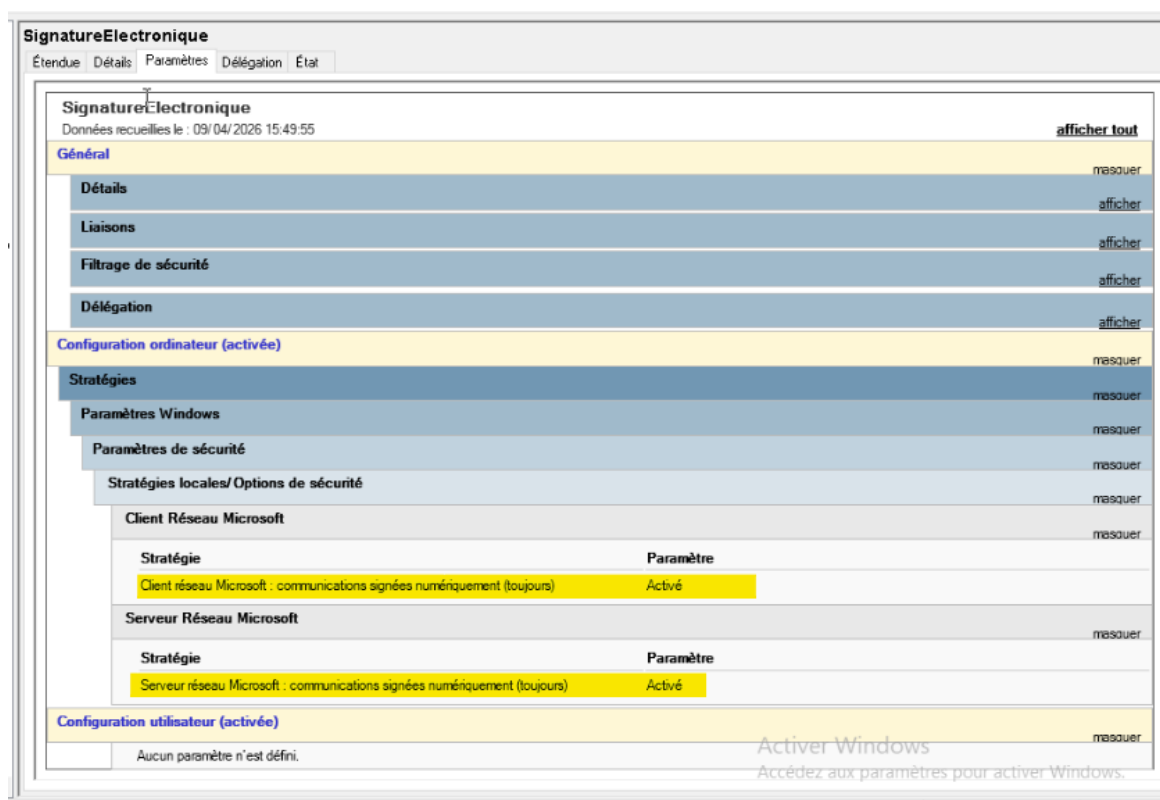 SignatureElectronique
Étendue Détails Paramètres Délégation État
SignatureElectronique
Données recueillies le : 09/04/2026 15:49:55 afficher tout
Général
masquer
Détails
afficher
Liaisons
afficher
Filtrage de sécurité
afficher
Délégation
afficher
Configuration ordinateur (activée)
masquer
Stratégies
masquer
Paramètres Windows
masquer
Paramètres de sécurité
masquer
Stratégies locales/Options de sécurité
masquer
Client Réseau Microsoft
masquer
Stratégie Paramètre
Client réseau Microsoft : communications signées numériquement (toujours) Activé
Serveur Réseau Microsoft
masquer
Stratégie Paramètre
Serveur réseau Microsoft : communications signées numériquement (toujours) Activé
Configuration utilisateur (activée)
masquer
Aucun paramètre n'est défini.
Activer Windows
Accédez aux paramètres pour activer Windows.